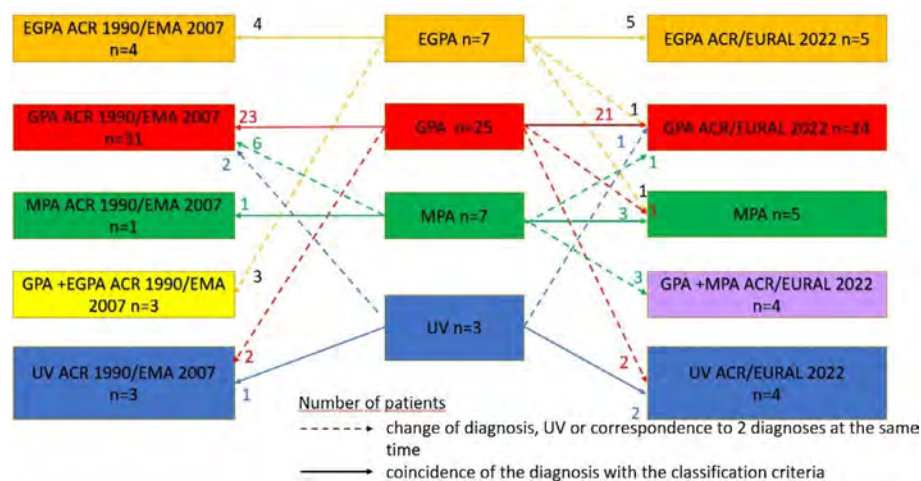 EGPA ACR 1990/EMA 2007
n=4
4
EGPA n=7
5
EGPA ACR/EURAL 2022 n=5
GPA ACR 1990/EMA 2007
n=31
23
6
2
GPA n=25
21
1
1
1
GPA ACR/EURAL 2022 n=24
MPA ACR 1990/EMA 2007
n=1
1
MPA n=7
1
3
MPA n=5
GPA +EGPA ACR 1990/EMA
2007 n=3
3
3
GPA +MPA ACR/EURAL 2022
n=4
UV n=3
UV ACR 1990/EMA 2007
n=3
2
1
2
2
UV ACR/EURAL 2022
n=4
Number of patients
change of diagnosis, UV or correspondence to 2 diagnoses at the same
time
coincidence of the diagnosis with the classification criteria